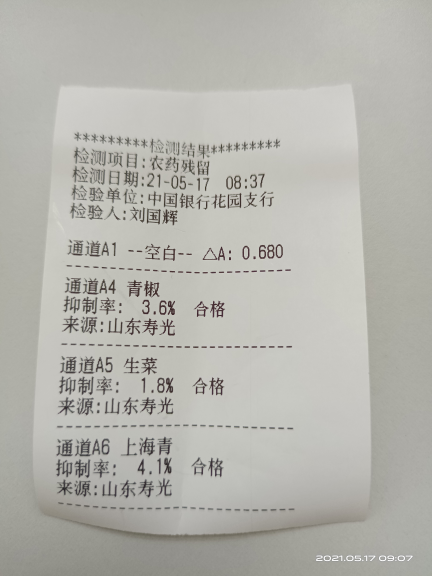 *********检测结果*********
检测项目:农药残留
检测日期:21-05-17 08:37
检验单位:中国银行花园支行
检验人:刘国辉
通道A1 --空白-- △A: 0.680
通道A4 青椒
抑制率: 3.6% 合格
来源:山东寿光
通道A5 生菜
抑制率: 1.8% 合格
来源:山东寿光
通道A6 上海青
抑制率: 4.1% 合格
来源:山东寿光
2021.05.17 09:07